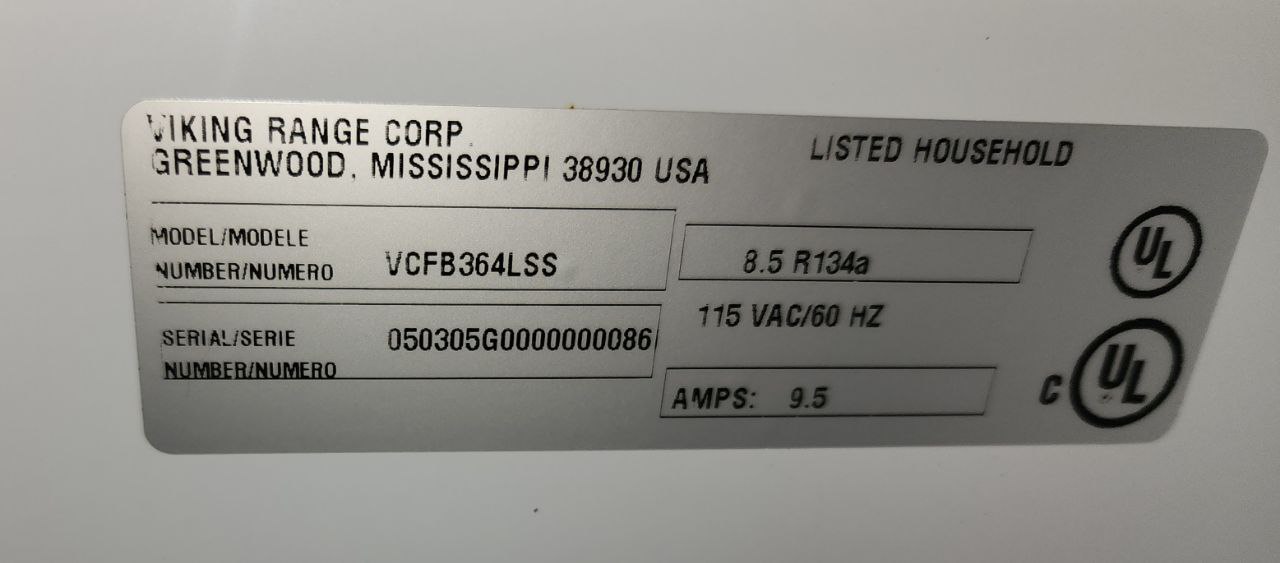 VIKING RANGE CORP.
GREENWOOD, MISSISSIPPI 38930 USA
LISTED HOUSEHOLD
MODEL/MODELE
NUMBER/NUMERO VCFB364LSS
8.5 R134a
115 VAC/60 HZ
SERIAL/SERIE 050305G0000000086
NUMBER/NUMERO
AMPS: 9.5
UL
C UL